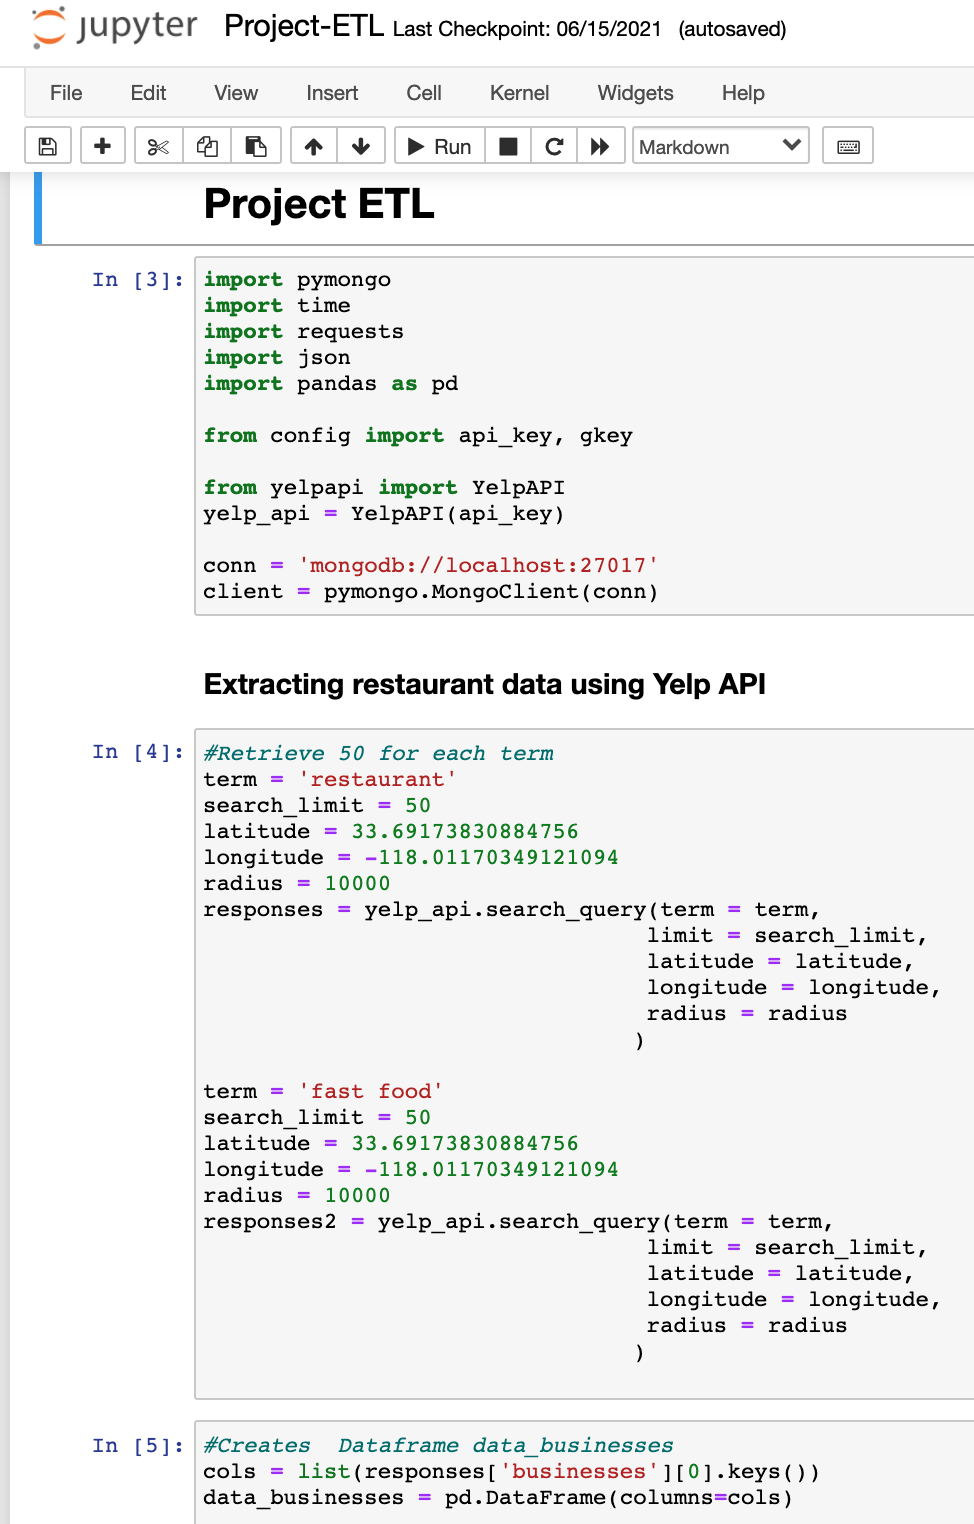 jupyter Project-ETL Last Checkpoint: 06/15/2021 (autosaved)
File Edit View Insert Cell Kernel Widgets Help
Run Markdown
Project ETL
In [3]:
import pymongo
import time
import requests
import json
import pandas as pd
from config import api_key, gkey
from yelpapi import YelpAPI
yelp_api = YelpAPI(api_key)
conn = 'mongodb://localhost:27017'
client = pymongo.MongoClient(conn)
Extracting restaurant data using Yelp API
In [4]:
#Retrieve 50 for each term
term = 'restaurant'
search_limit = 50
latitude = 33.69173830884756
longitude = -118.01170349121094
radius = 10000
responses = yelp_api.search_query(term = term,
limit = search_limit,
latitude = latitude,
longitude = longitude,
radius = radius
)
term = 'fast food'
search_limit = 50
latitude = 33.69173830884756
longitude = -118.01170349121094
radius = 10000
responses2 = yelp_api.search_query(term = term,
limit = search_limit,
latitude = latitude,
longitude = longitude,
radius = radius
)
In [5]:
#Creates  Dataframe data_businesses
cols = list(responses['businesses'][0].keys())
data_businesses = pd.DataFrame(columns=cols)